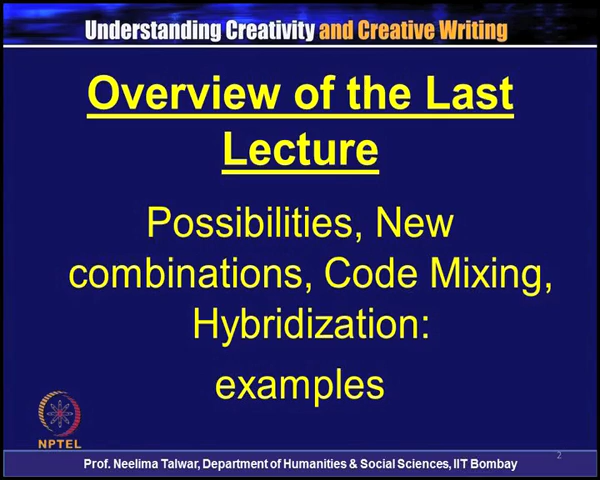 Understanding Creativity and Creative Writing
Overview of the Last
Lecture
Possibilities, New
combinations, Code Mixing,
Hybridization:
examples
NPTEL
Prof. Neelima Talwar, Department of Humanities & Social Sciences, IIT Bombay
2